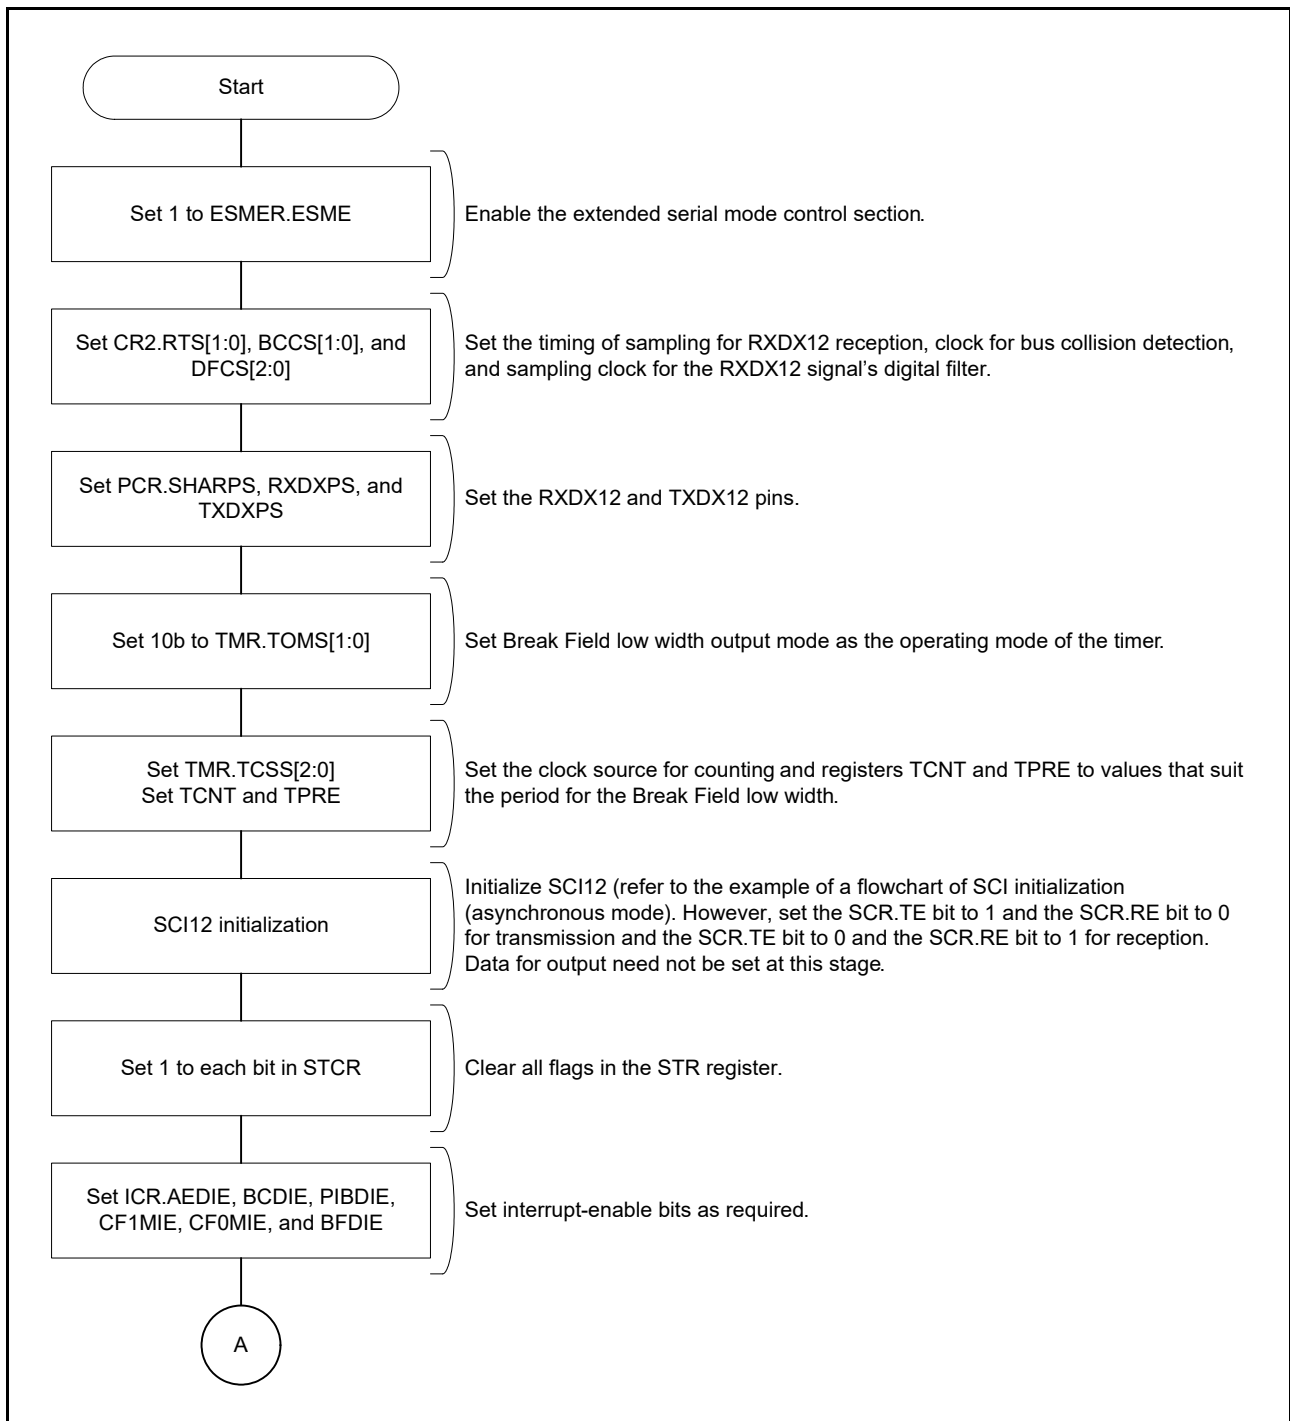 Start
Set 1 to ESMER.ESME
Enable the extended serial mode control section.
Set CR2.RTS[1:0], BCCS[1:0], and
DFCS[2:0]
Set the timing of sampling for RXDX12 reception, clock for bus collision detection,
and sampling clock for the RXDX12 signal's digital filter.
Set PCR.SHARPS, RXDXPS, and
TXDXPS
Set the RXDX12 and TXDX12 pins.
Set 10b to TMR.TOMS[1:0]
Set Break Field low width output mode as the operating mode of the timer.
Set TMR.TCSS[2:0]
Set TCNT and TPRE
Set the clock source for counting and registers TCNT and TPRE to values that suit
the period for the Break Field low width.
SCI12 initialization
Initialize SCI12 (refer to the example of a flowchart of SCI initialization
(asynchronous mode). However, set the SCR.TE bit to 1 and the SCR.RE bit to 0
for transmission and the SCR.TE bit to 0 and the SCR.RE bit to 1 for reception.
Data for output need not be set at this stage.
Set 1 to each bit in STCR
Clear all flags in the STR register.
Set ICR.AEDIE, BCDIE, PIBDIE,
CF1MIE, CF0MIE, and BFDIE
Set interrupt-enable bits as required.
A